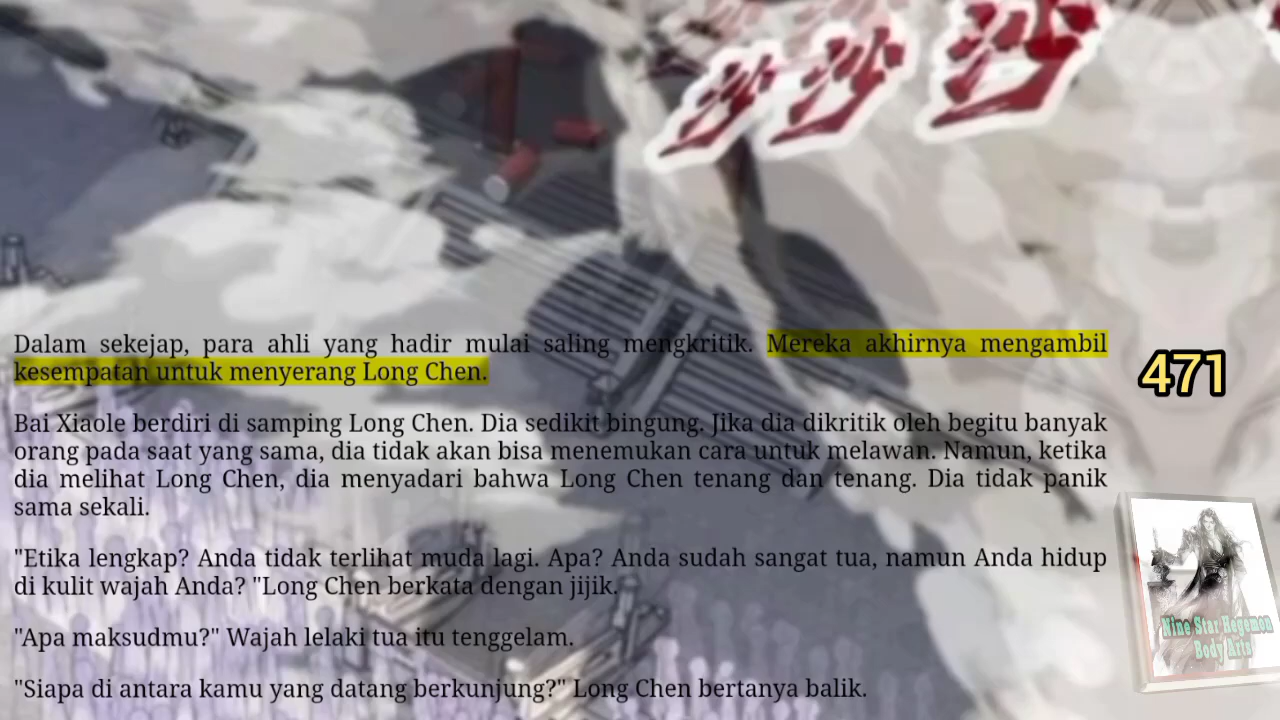 沙沙沙
Dalam sekejap, para ahli yang hadir mulai saling mengkritik. Mereka akhirnya mengambil
kesempatan untuk menyerang Long Chen.
471
Bai Xiaole berdiri di samping Long Chen. Dia sedikit bingung. Jika dia dikritik oleh begitu banyak
orang pada saat yang sama, dia tidak akan bisa menemukan cara untuk melawan. Namun, ketika
dia melihat Long Chen, dia menyadari bahwa Long Chen tenang dan tenang. Dia tidak panik
sama sekali.
"Etika lengkap? Anda tidak terlihat muda lagi. Apa? Anda sudah sangat tua, namun Anda hidup
di kulit wajah Anda? "Long Chen berkata dengan jijik.
"Apa maksudmu?" Wajah lelaki tua itu tenggelam.
"Siapa di antara kamu yang datang berkunjung?" Long Chen bertanya balik.
Nine Star Hegemon
Body Arts